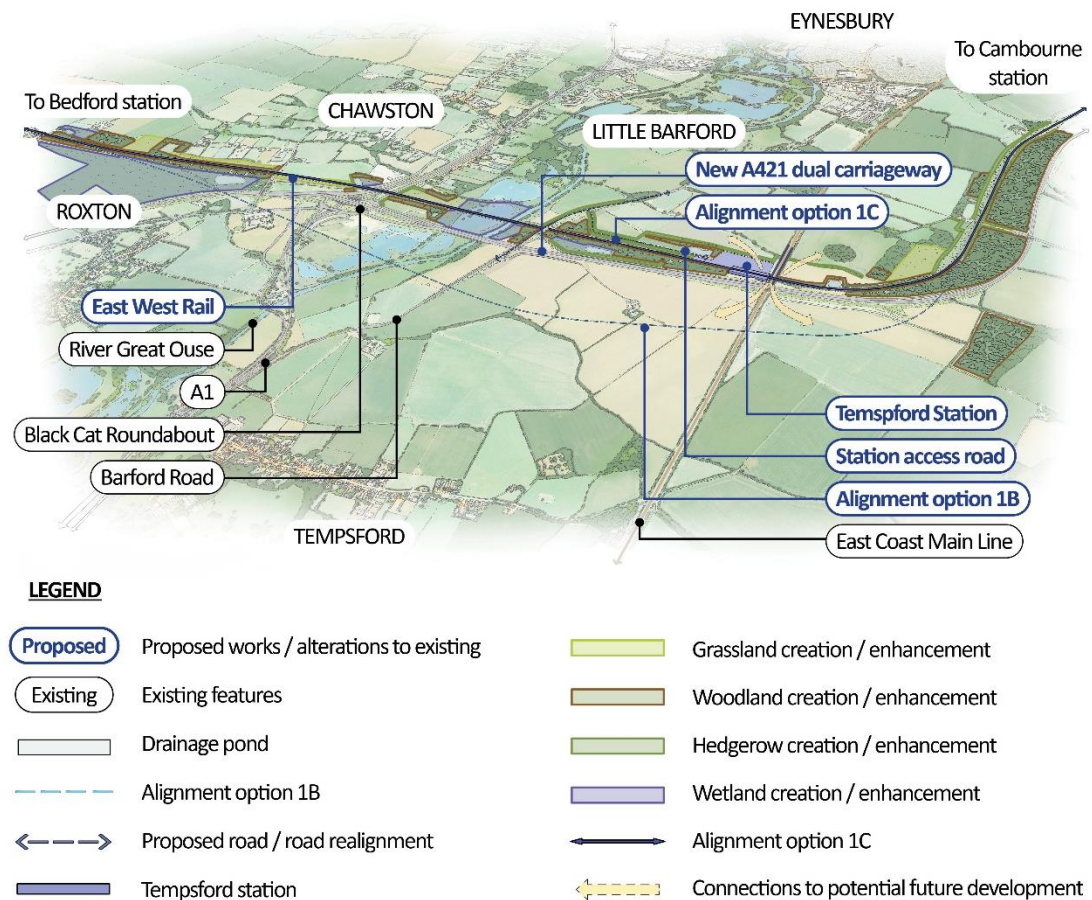 EYNESBURY
To Cambourne
station
To Bedford station
CHAWSTON
LITTLE BARFORD
New A421 dual carriageway
ROXTON
Alignment option 1C
East West Rail
River Great Ouse
A1
Temspford Station
Black Cat Roundabout
Station access road
Barford Road
Alignment option 1B
TEMPSFORD
East Coast Main Line
LEGEND
Proposed Proposed works / alterations to existing
Existing Existing features
Drainage pond
Alignment option 1B
Proposed road / road realignment
Tempsford station
Grassland creation / enhancement
Woodland creation / enhancement
Hedgerow creation / enhancement
Wetland creation / enhancement
Alignment option 1C
Connections to potential future development